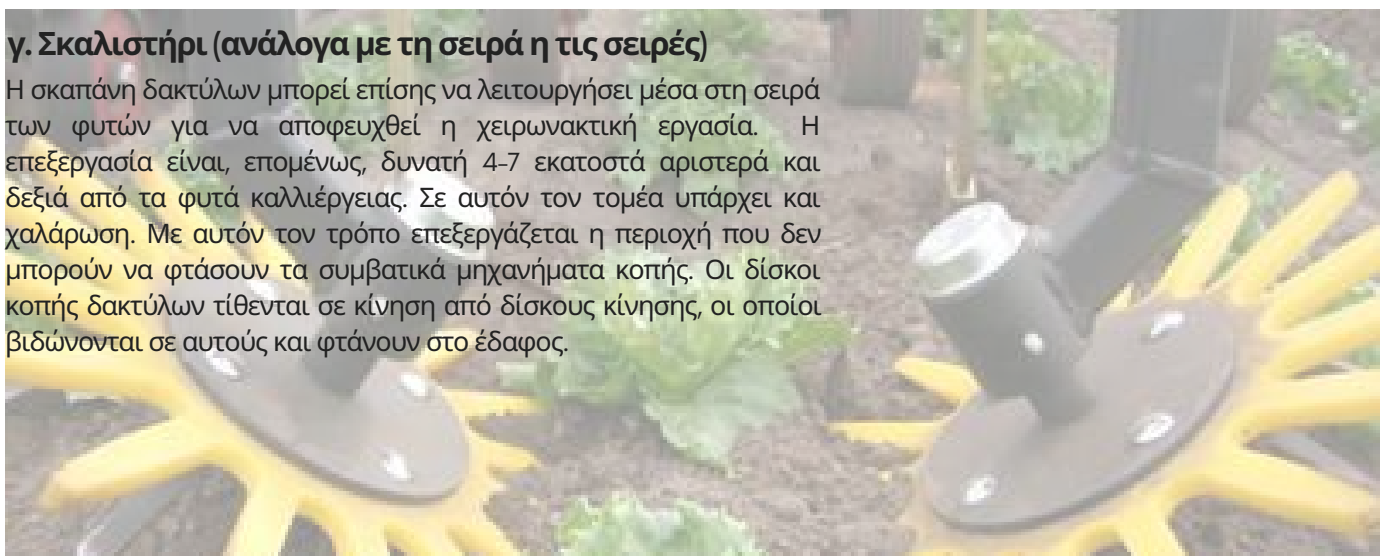 γ. Σκαλιστήρι (ανάλογα με τη σειρά η τις σειρές)
Η σκαπάνη δακτύλων μπορεί επίσης να λειτουργήσει μέσα στη σειρά
των φυτών για να αποφευχθεί η χειρωνακτική εργασία. Η
επεξεργασία είναι, επομένως, δυνατή 4–7 εκατοστά αριστερά και
δεξιά από τα φυτά καλλιέργειας. Σε αυτόν τον τομέα υπάρχει και
χαλάρωση. Με αυτόν τον τρόπο επεξεργάζεται η περιοχή που δεν
μπορούν να φτάσουν τα συμβατικά μηχανήματα κοπής. Οι δίσκοι
κοπής δακτύλων τίθενται σε κίνηση από δίσκους κίνησης, οι οποίοι
βιδώνονται σε αυτούς και φτάνουν στο έδαφος.